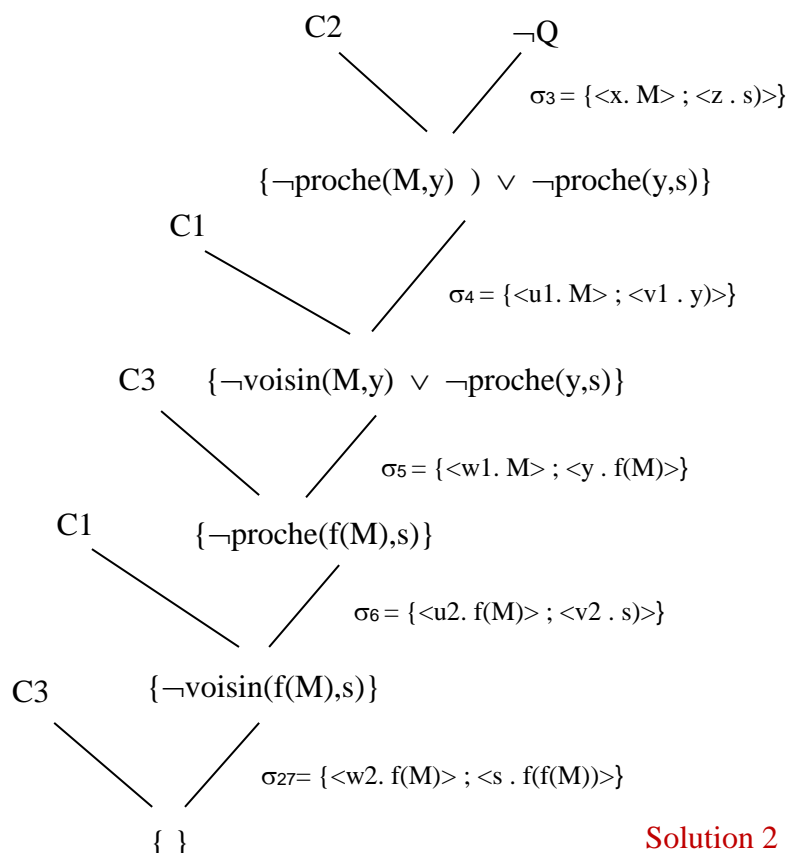 C2 ¬Q
σ3 = {<x. M> ; <z . s)>}
{¬proche(M,y) ) ∨ ¬proche(y,s)}
C1
σ4 = {<u1. M> ; <v1 . y)>}
C3 {¬voisin(M,y) ∨ ¬proche(y,s)}
σ5 = {<w1. M> ; <y . f(M)>}
C1 {¬proche(f(M),s)}
σ6 = {<u2. f(M)> ; <v2 . s)>}
C3 {¬voisin(f(M),s)}
σ27= {<w2. f(M)> ; <s . f(f(M))>}
{ } Solution 2